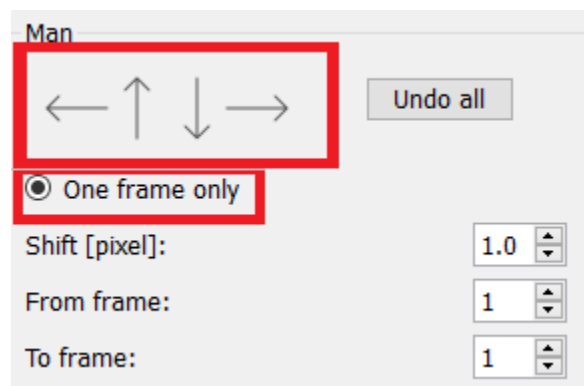 Man
Undo all
One frame only
Shift [pixel]: 1.0
From frame: 1
To frame: 1